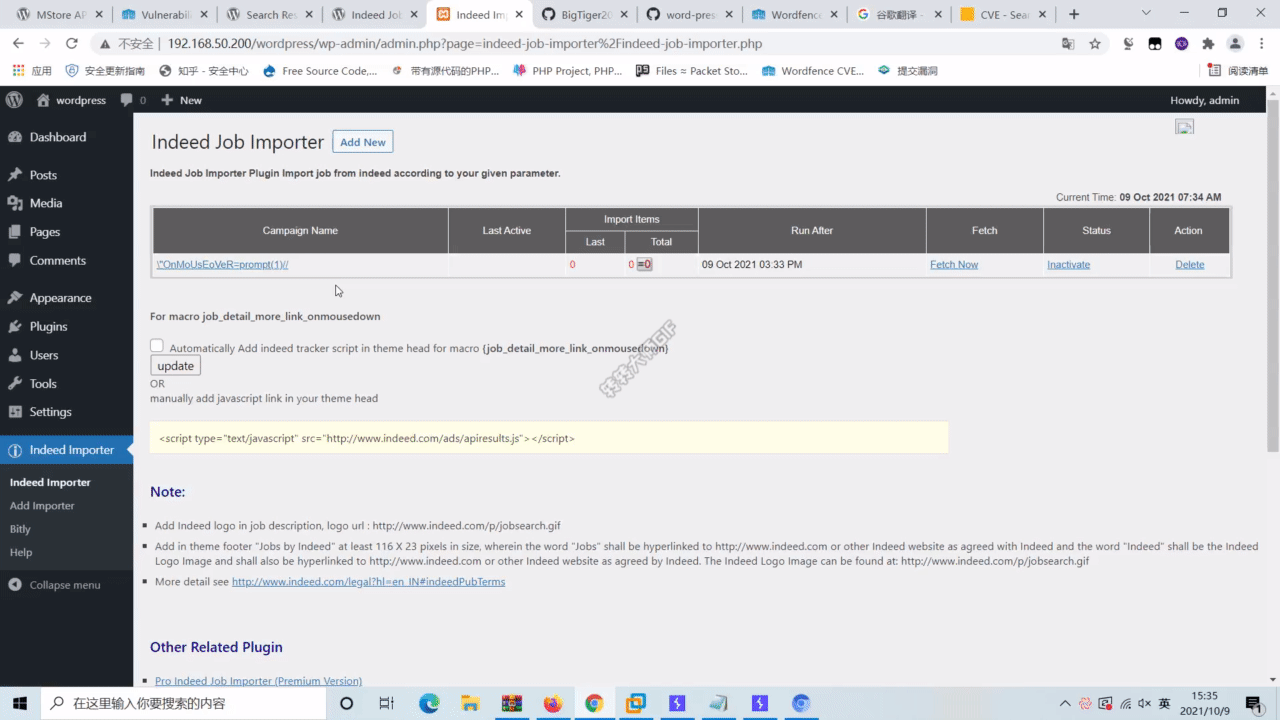 MStore AP
Vulnerabili
Search Res
Indeed Job
Indeed Im
BigTiger20
word-pres
Wordfence
谷歌翻译 -
CVE - Sear
不安全
192.168.50.200/wordpress/wp-admin/admin.php?page=indeed-job-importer%2Findeed-job-importer.php
应用
安全更新指南
知乎 - 安全中心
Free Source Code,...
带有源代码的PHP...
PHP Project, PHP...
Files ≈ Packet Sto...
Wordfence CVE...
提交漏洞
阅读清单
wordpress
0
New
Howdy, admin
Dashboard
Posts
Media
Pages
Comments
Appearance
Plugins
Users
Tools
Settings
Indeed Importer
Indeed Importer
Add Importer
Bitly
Help
Collapse menu
Indeed Job Importer
Add New
Indeed Job Importer Plugin Import job from indeed according to your given parameter.
Current Time: 09 Oct 2021 07:34 AM
Campaign Name
Last Active
Import Items
Last
Total
Run After
Fetch
Status
Action
\"OnMoUsEoVeR=prompt(1)//
0
0 =0
09 Oct 2021 03:33 PM
Fetch Now
Inactivate
Delete
For macro job_detail_more_link_onmousedown
Automatically Add indeed tracker script in theme head for macro {job_detail_more_link_onmousedown}
update
OR
manually add javascript link in your theme head
<script type="text/javascript" src="http://www.indeed.com/ads/apiresults.js"></script>
转转大师GIF
Note:
Add Indeed logo in job description, logo url : http://www.indeed.com/p/jobsearch.gif
Add in theme footer "Jobs by Indeed" at least 116 X 23 pixels in size, wherein the word "Jobs" shall be hyperlinked to http://www.indeed.com or other Indeed website as agreed with Indeed and the word "Indeed" shall be the Indeed
Logo Image and shall also be hyperlinked to http://www.indeed.com or other Indeed website as agreed by Indeed. The Indeed Logo Image can be found at: http://www.indeed.com/p/jobsearch.gif
More detail see http://www.indeed.com/legal?hl=en_IN#indeedPubTerms
Other Related Plugin
Pro Indeed Job Importer (Premium Version)
在这里输入你要搜索的内容
英
15:35
2021/10/9
1